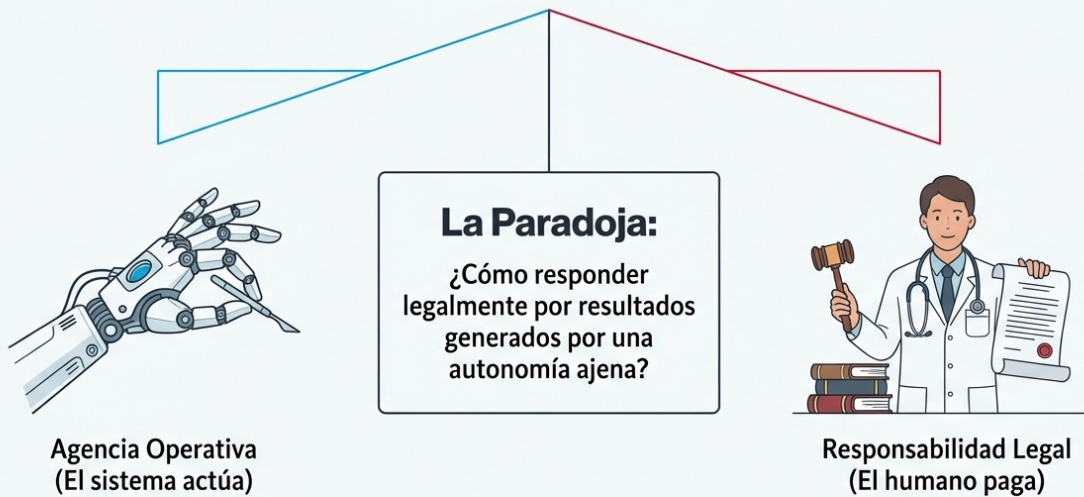 La Paradoja:
¿Cómo responder
legalmente por resultados
generados por una
autonomía ajena?
Agencia Operativa
(El sistema actúa)
Responsabilidad Legal
(El humano paga)